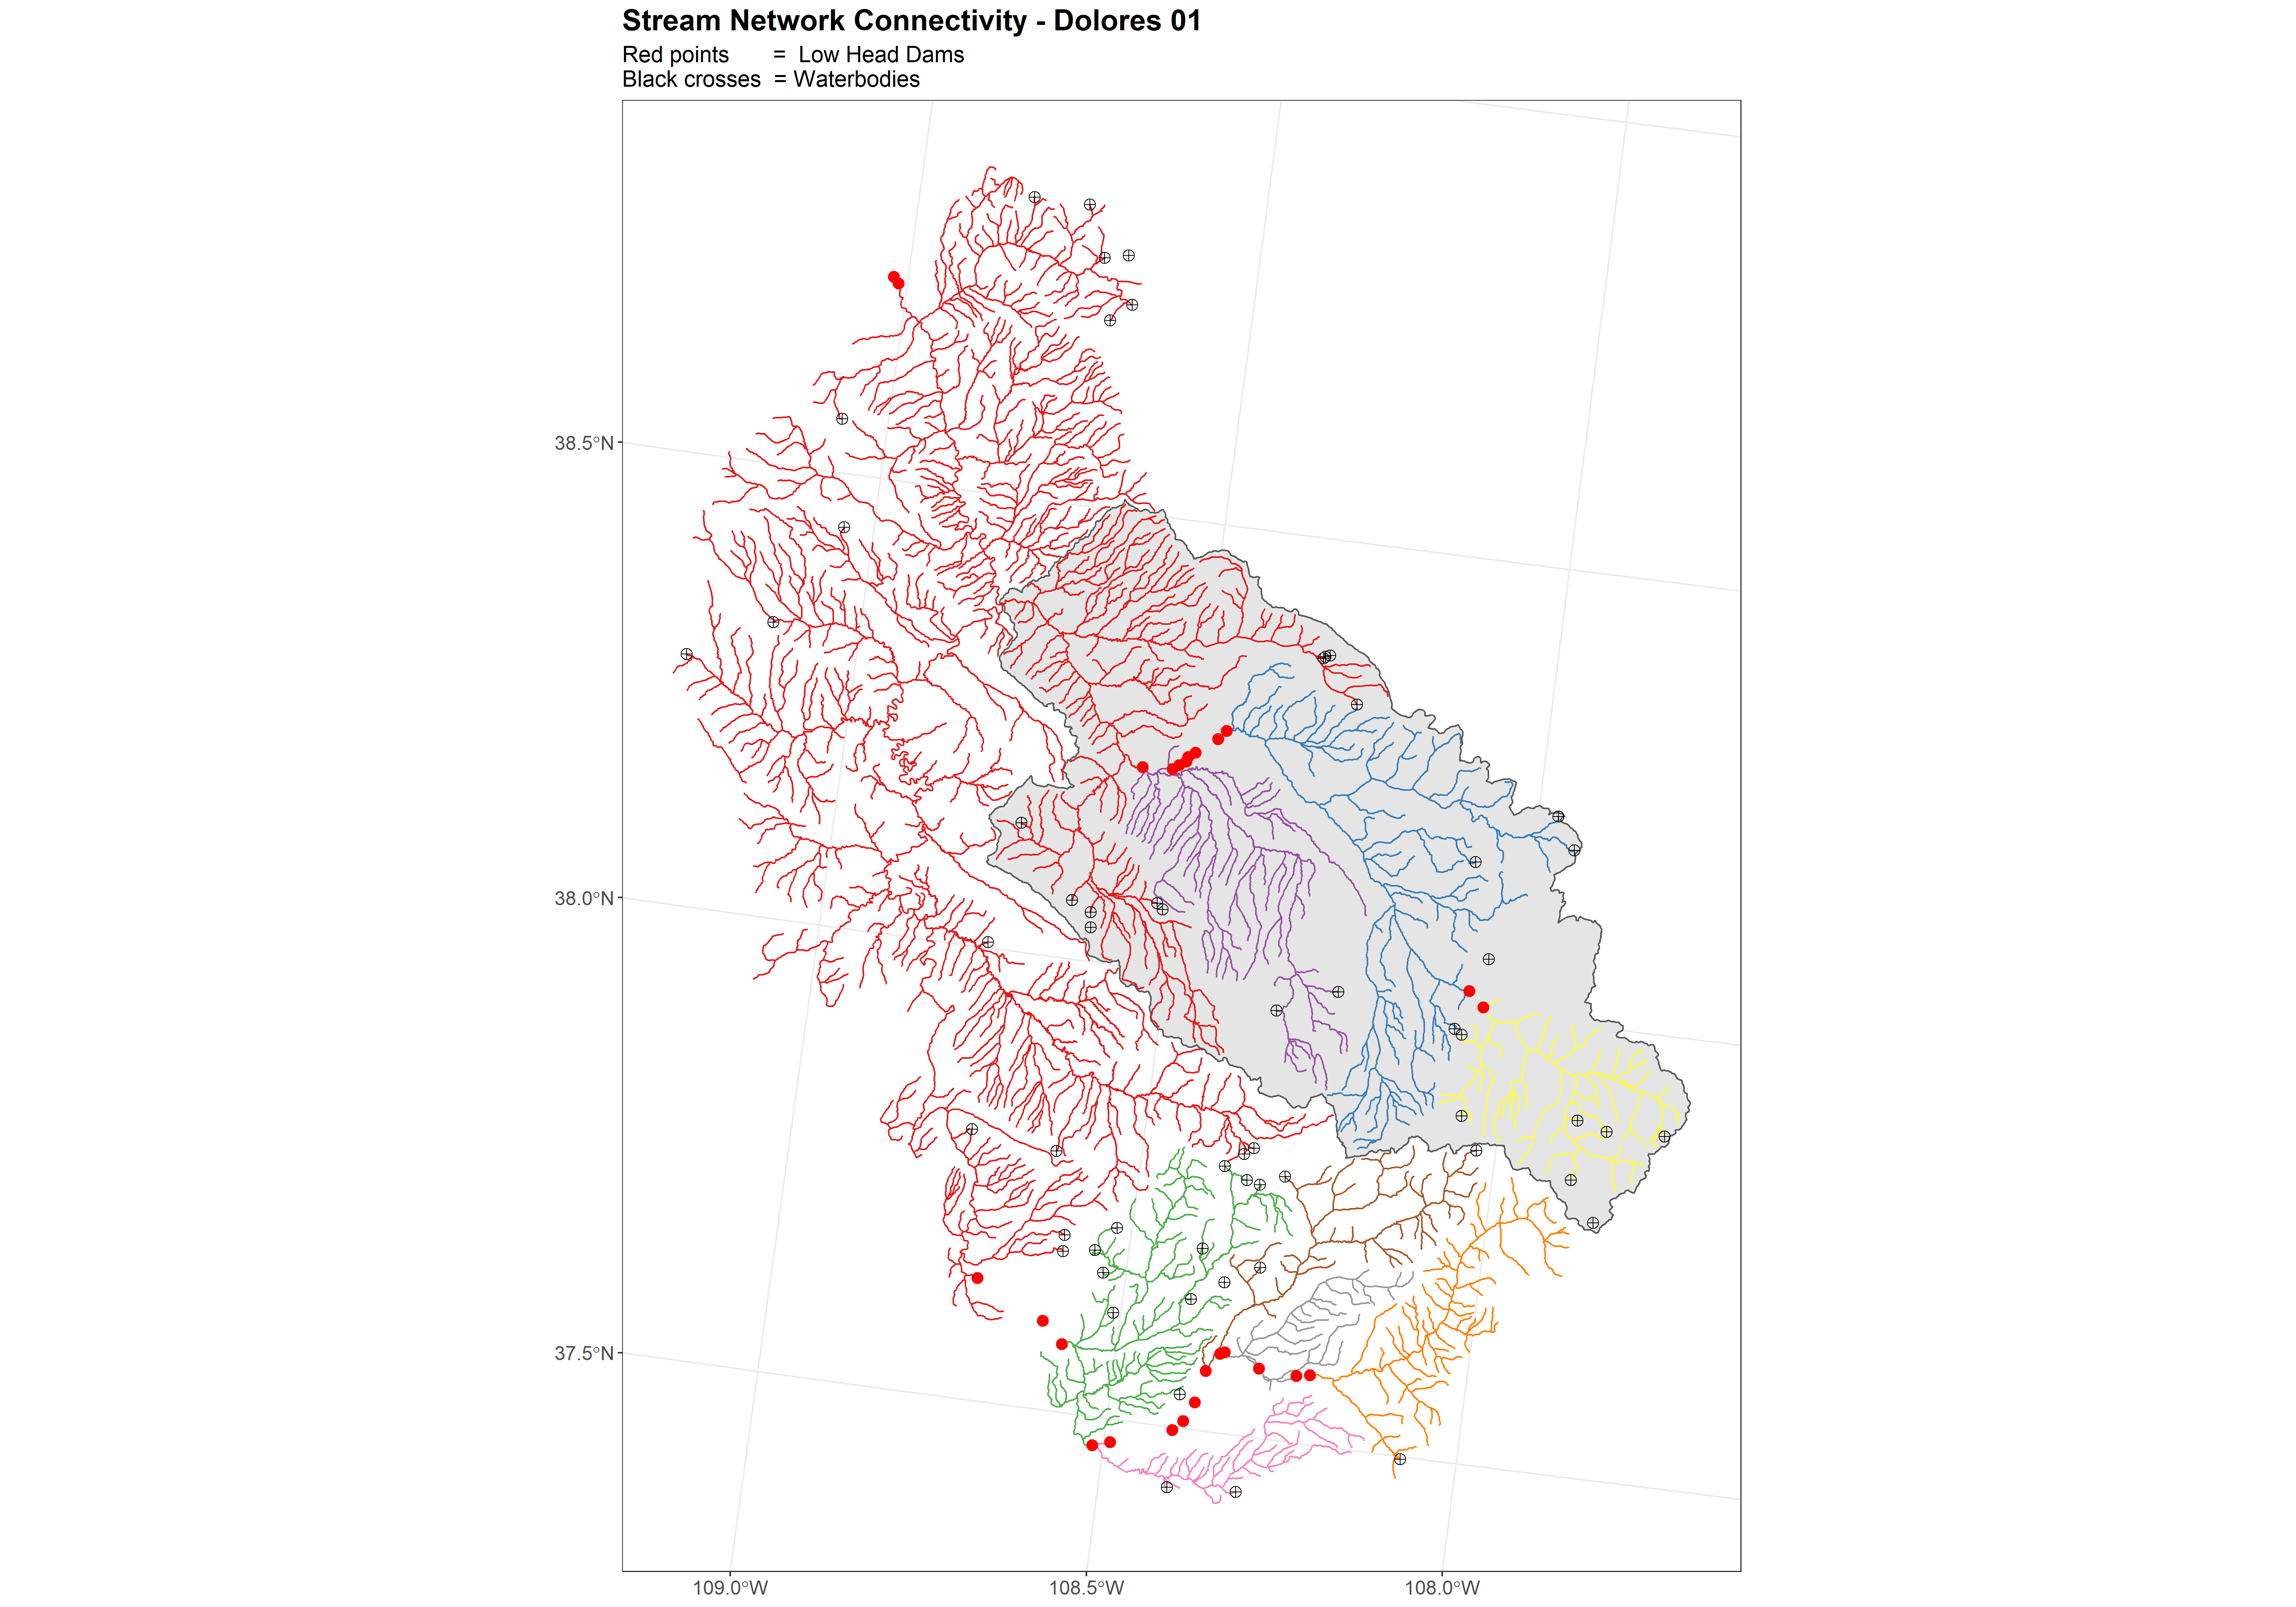 Stream Network Connectivity - Dolores 01
Red points = Low Head Dams
Black crosses = Waterbodies
38.5°N
38.0°N
37.5°N
109.0°W 108.5°W 108.0°W